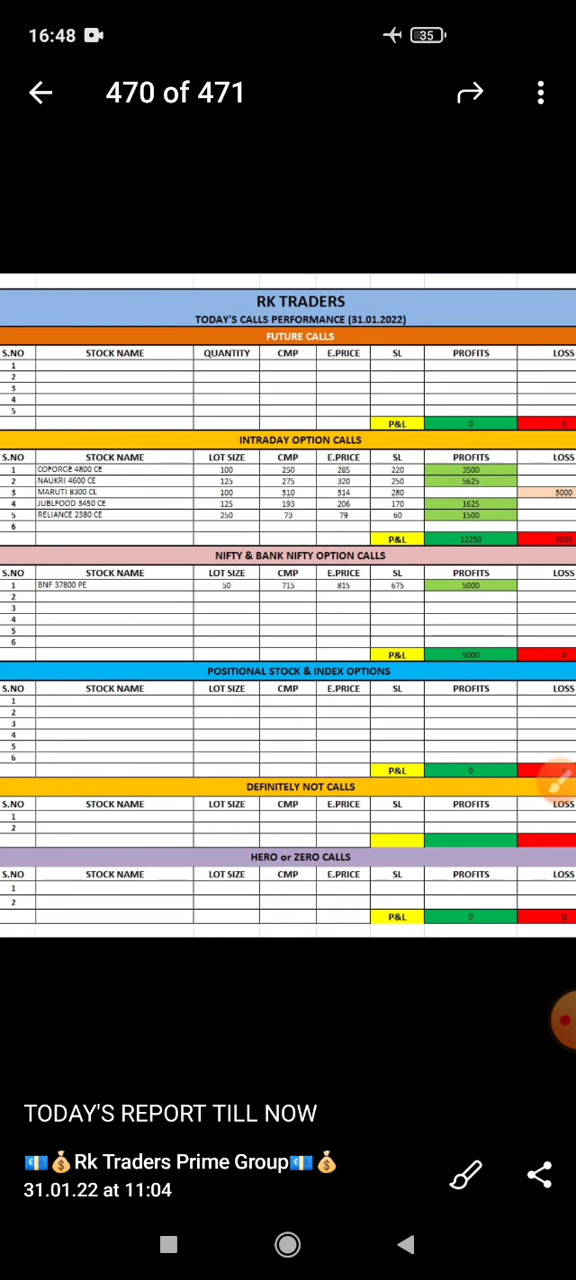 16:48 35
470 of 471
RK TRADERS
TODAY'S CALLS PERFORMANCE (31.01.2022)
FUTURE CALLS
S.NO STOCK NAME QUANTITY CMP E.PRICE SL PROFITS LOSS
1
2
3
4
5
P&L 0 0
INTRADAY OPTION CALLS
S.NO STOCK NAME LOT SIZE CMP E.PRICE SL PROFITS LOSS
1 COFORGE 4800 CE 100 250 285 220 3500
2 NAUKRI 4600 CE 125 275 320 250 5625
3 MARUTI 8300 CE 100 310 314 280 3000
4 JUBLFOOD 3450 CE 125 193 206 170 1625
5 RELIANCE 2380 CE 250 73 79 60 1500
6
P&L 12250 3000
NIFTY & BANK NIFTY OPTION CALLS
S.NO STOCK NAME LOT SIZE CMP E.PRICE SL PROFITS LOSS
1 BNF 37800 PE 50 715 815 675 5000
2
3
4
5
6
P&L 5000 0
POSITIONAL STOCK & INDEX OPTIONS
S.NO STOCK NAME LOT SIZE CMP E.PRICE SL PROFITS LOSS
1
2
3
4
5
6
P&L 0
DEFINITELY NOT CALLS
S.NO STOCK NAME LOT SIZE CMP E.PRICE SL PROFITS LOSS
1
2
HERO or ZERO CALLS
S.NO STOCK NAME LOT SIZE CMP E.PRICE SL PROFITS LOSS
1
2
P&L 0 0
TODAY'S REPORT TILL NOW
💶💰Rk Traders Prime Group💶💰
31.01.22 at 11:04